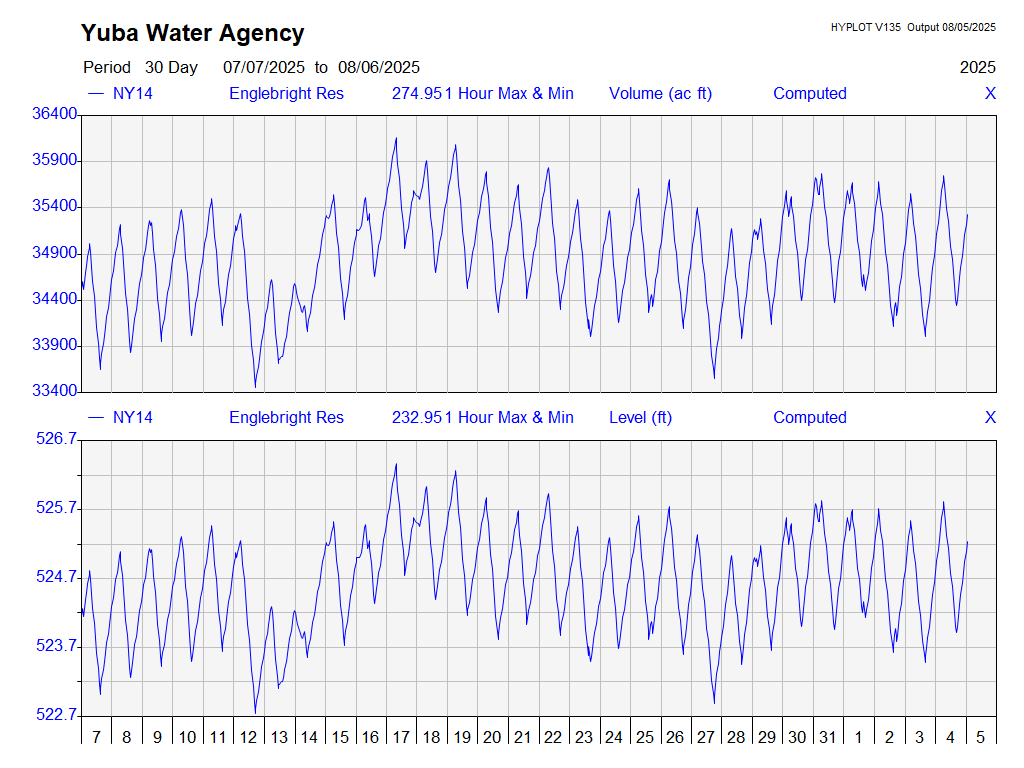 Yuba Water Agency
HYPLOT V135 Output 08/05/2025
Period 30 Day 07/07/2025 to 08/06/2025 2025
NY14 Englebright Res 274.951 Hour Max & Min Volume (ac ft) Computed X
36400
35900
35400
34900
34400
33900
33400
NY14 Englebright Res 232.951 Hour Max & Min Level (ft) Computed X
526.7
525.7
524.7
523.7
522.7
7 8 9 10 11 12 13 14 15 16 17 18 19 20 21 22 23 24 25 26 27 28 29 30 31 1 2 3 4 5